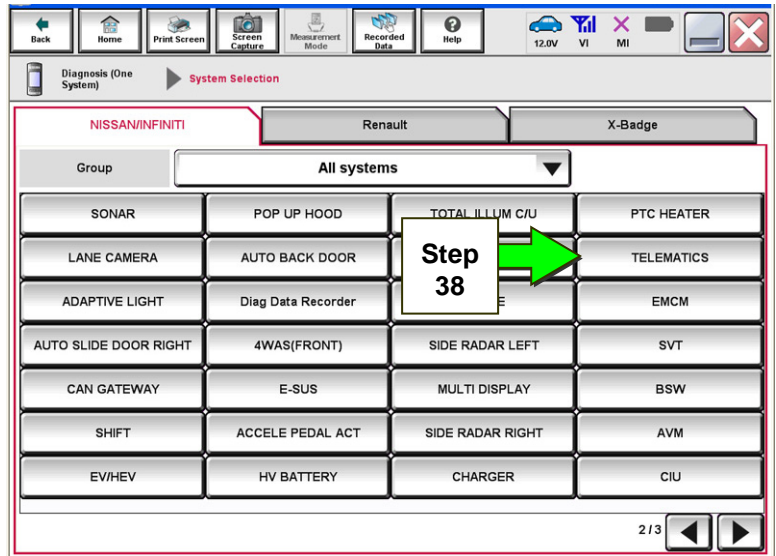 Back
Home
Print Screen
Screen Capture
Measurement Mode
Recorded Data
Help
12.0V
VI
MI
Diagnosis (One System)
System Selection
NISSAN/INFINITI
Renault
X-Badge
Group
All systems
SONAR
POP UP HOOD
TOTAL ILLUM C/U
PTC HEATER
LANE CAMERA
AUTO BACK DOOR
Step 38
TELEMATICS
ADAPTIVE LIGHT
Diag Data Recorder
EMCM
AUTO SLIDE DOOR RIGHT
4WAS(FRONT)
SIDE RADAR LEFT
SVT
CAN GATEWAY
E-SUS
MULTI DISPLAY
BSW
SHIFT
ACCELE PEDAL ACT
SIDE RADAR RIGHT
AVM
EV/HEV
HV BATTERY
CHARGER
CIU
2/3